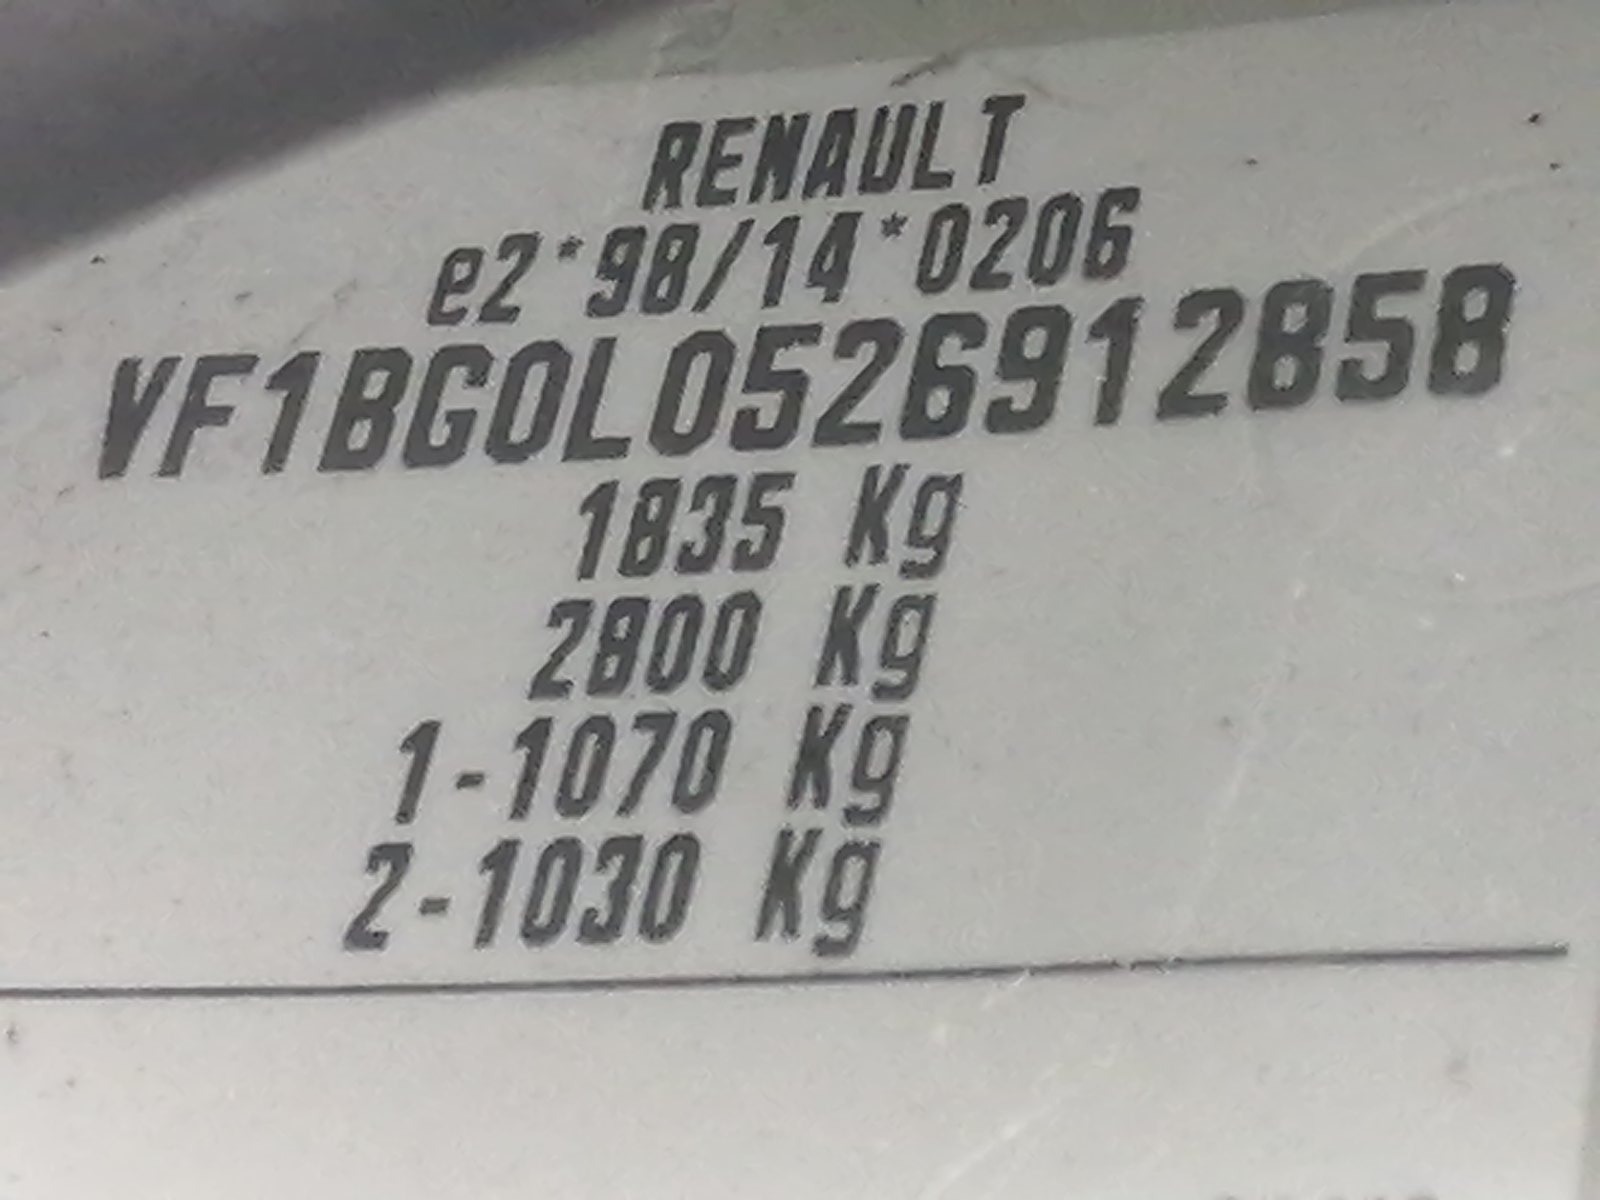 RENAULT
e2*98/14*0206
VF1BG0L0526912858
1835 Kg
2800 Kg
1-1070 Kg
2-1030 Kg